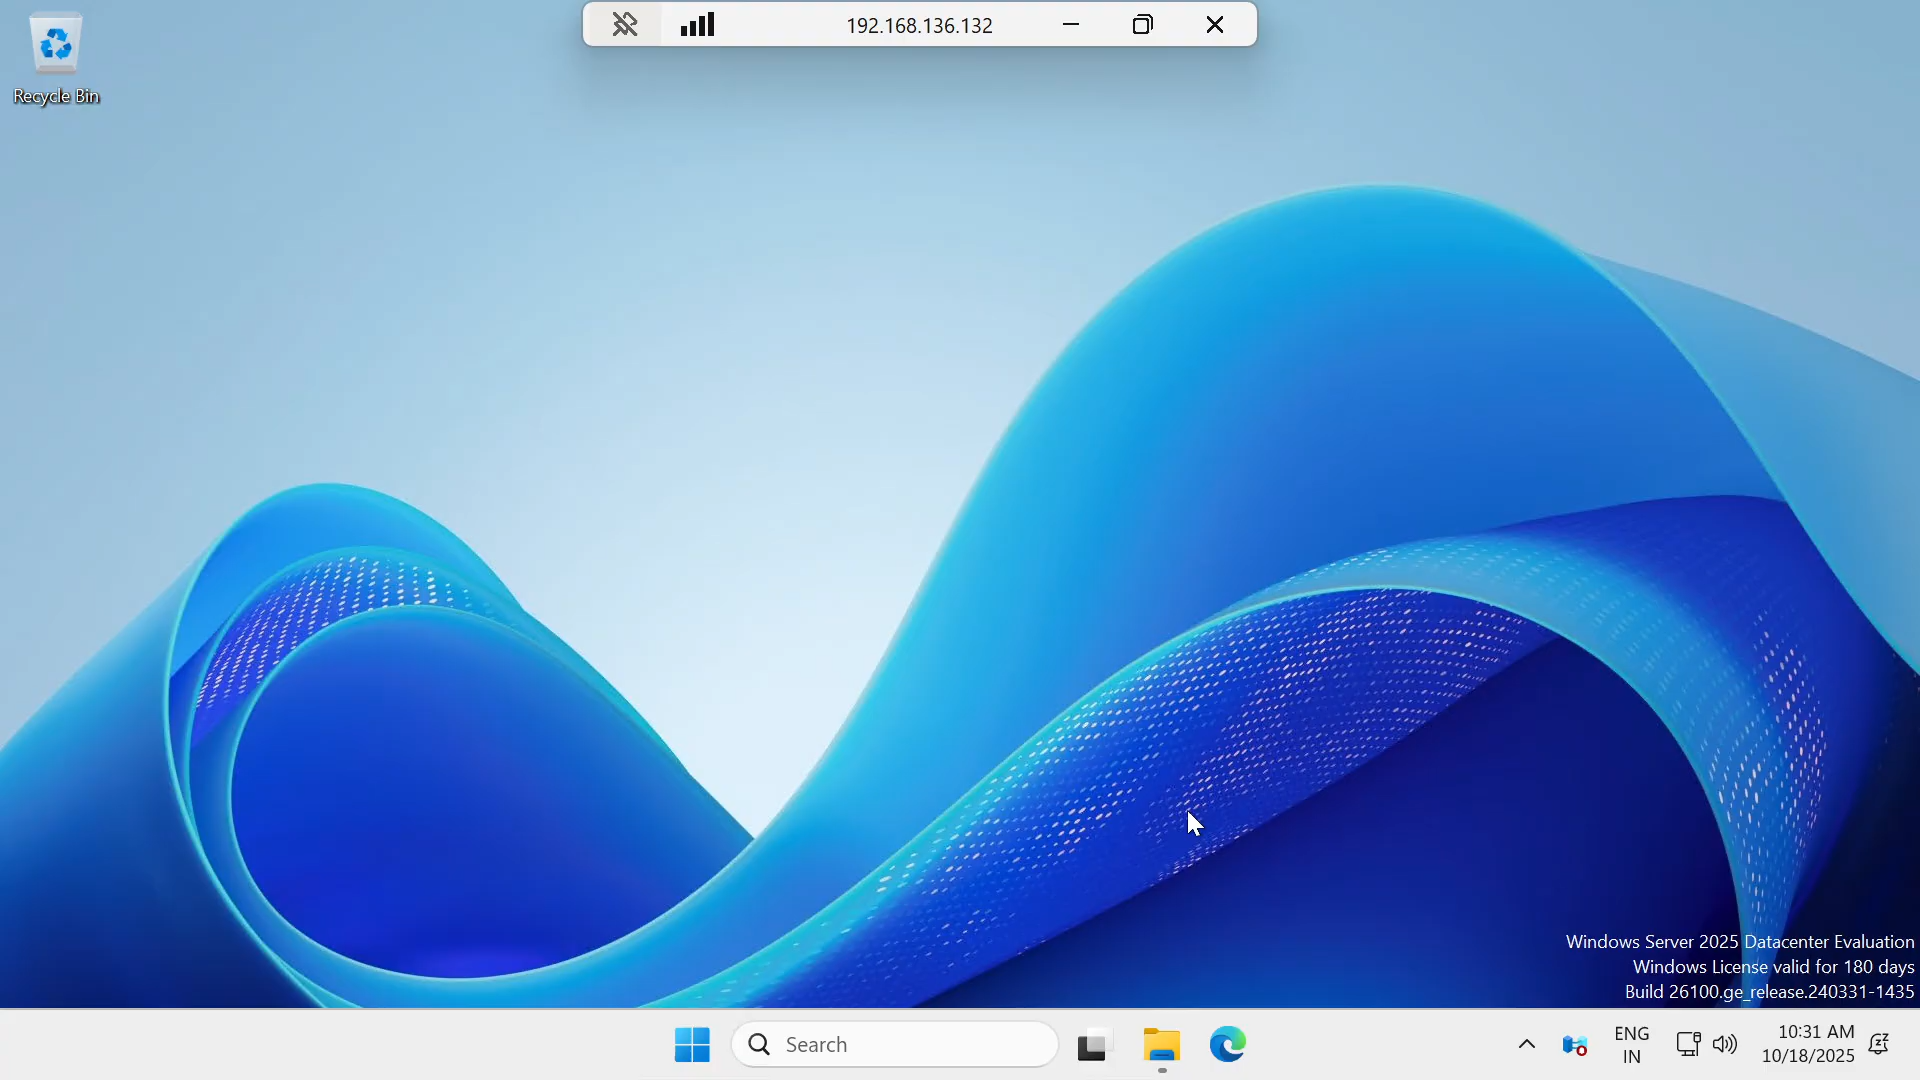 192.168.136.132
Recycle Bin
Windows Server 2025 Datacenter Evaluation
Windows License valid for 180 days
Build 26100.ge_release.240331-1435
Search
ENG
IN
10:31 AM
10/18/2025